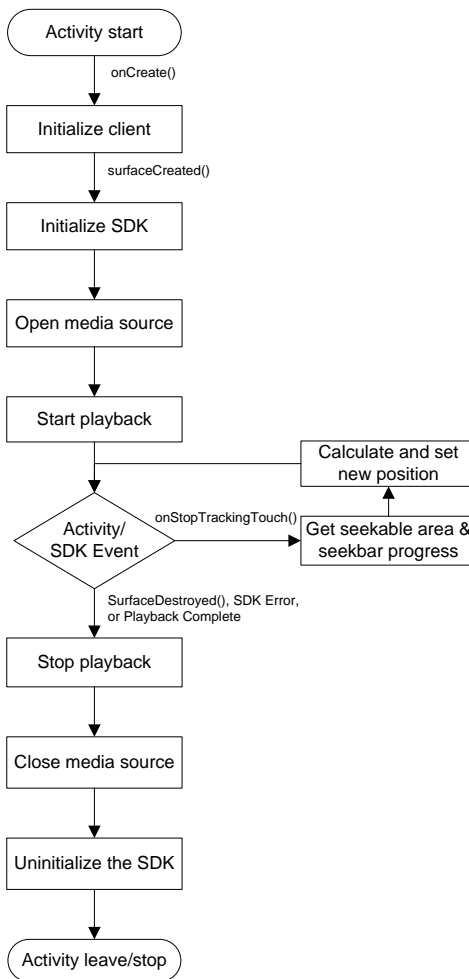 Activity start
onCreate()
Initialize client
surfaceCreated()
Initialize SDK
Open media source
Start playback
Calculate and set
new position
Activity/
SDK Event
onStopTrackingTouch()
Get seekable area &
seekbar progress
SurfaceDestroyed(), SDK Error,
or Playback Complete
Stop playback
Close media source
Uninitialize the SDK
Activity leave/stop